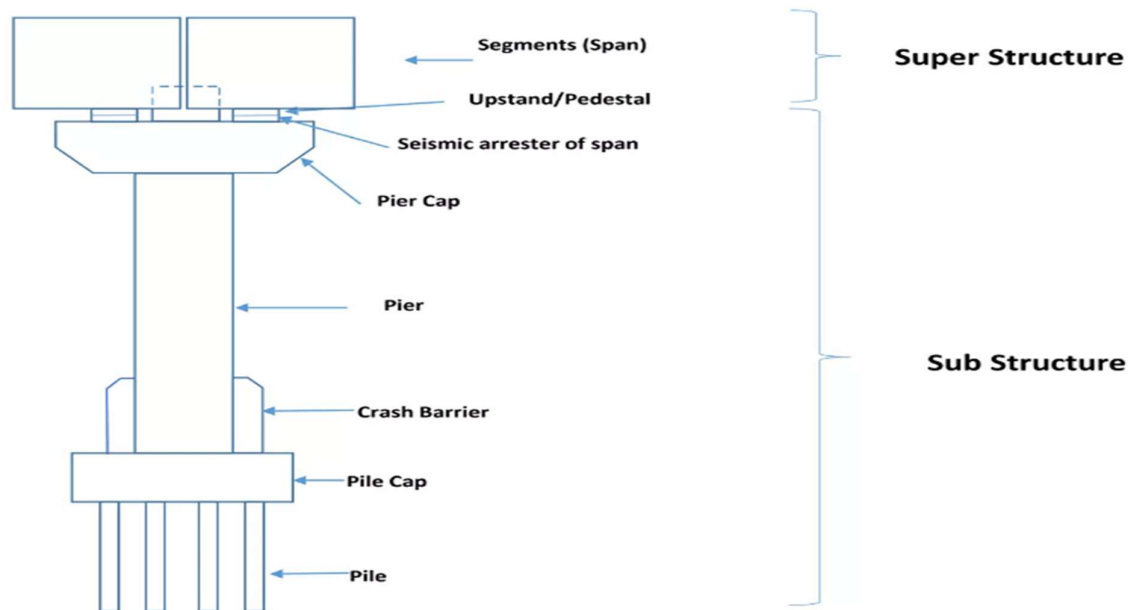 Segments (Span)
Super Structure
Upstand/Pedestal
Seismic arrester of span
Pier Cap
Pier
Sub Structure
Crash Barrier
Pile Cap
Pile